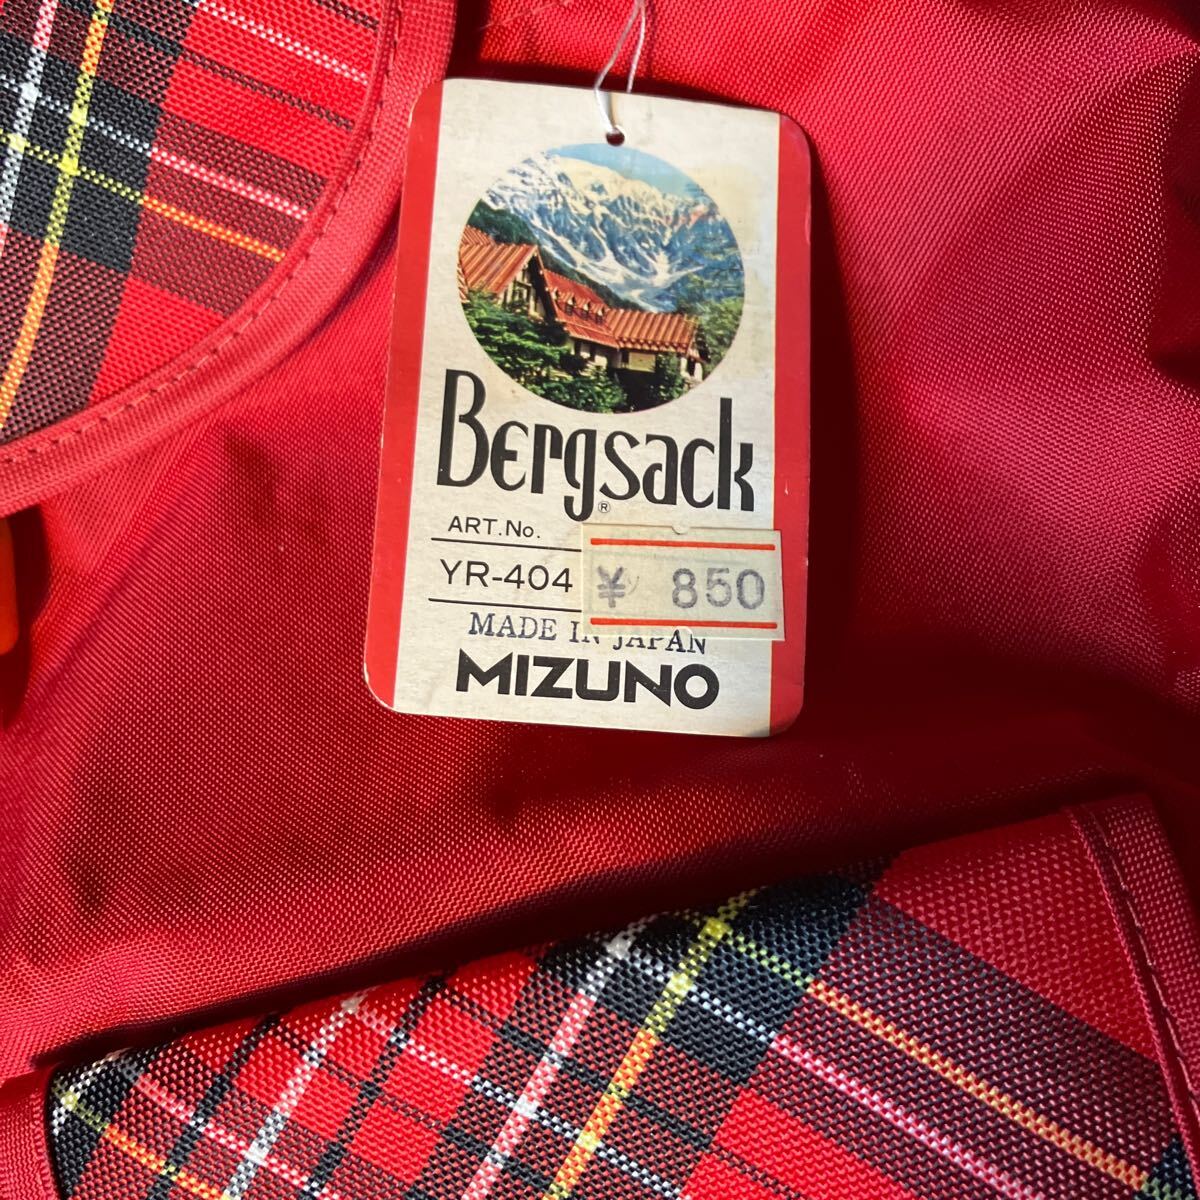 Bergsack
®
ART.No.
YR-404
¥ 850
MADE IN JAPAN
MIZUNO